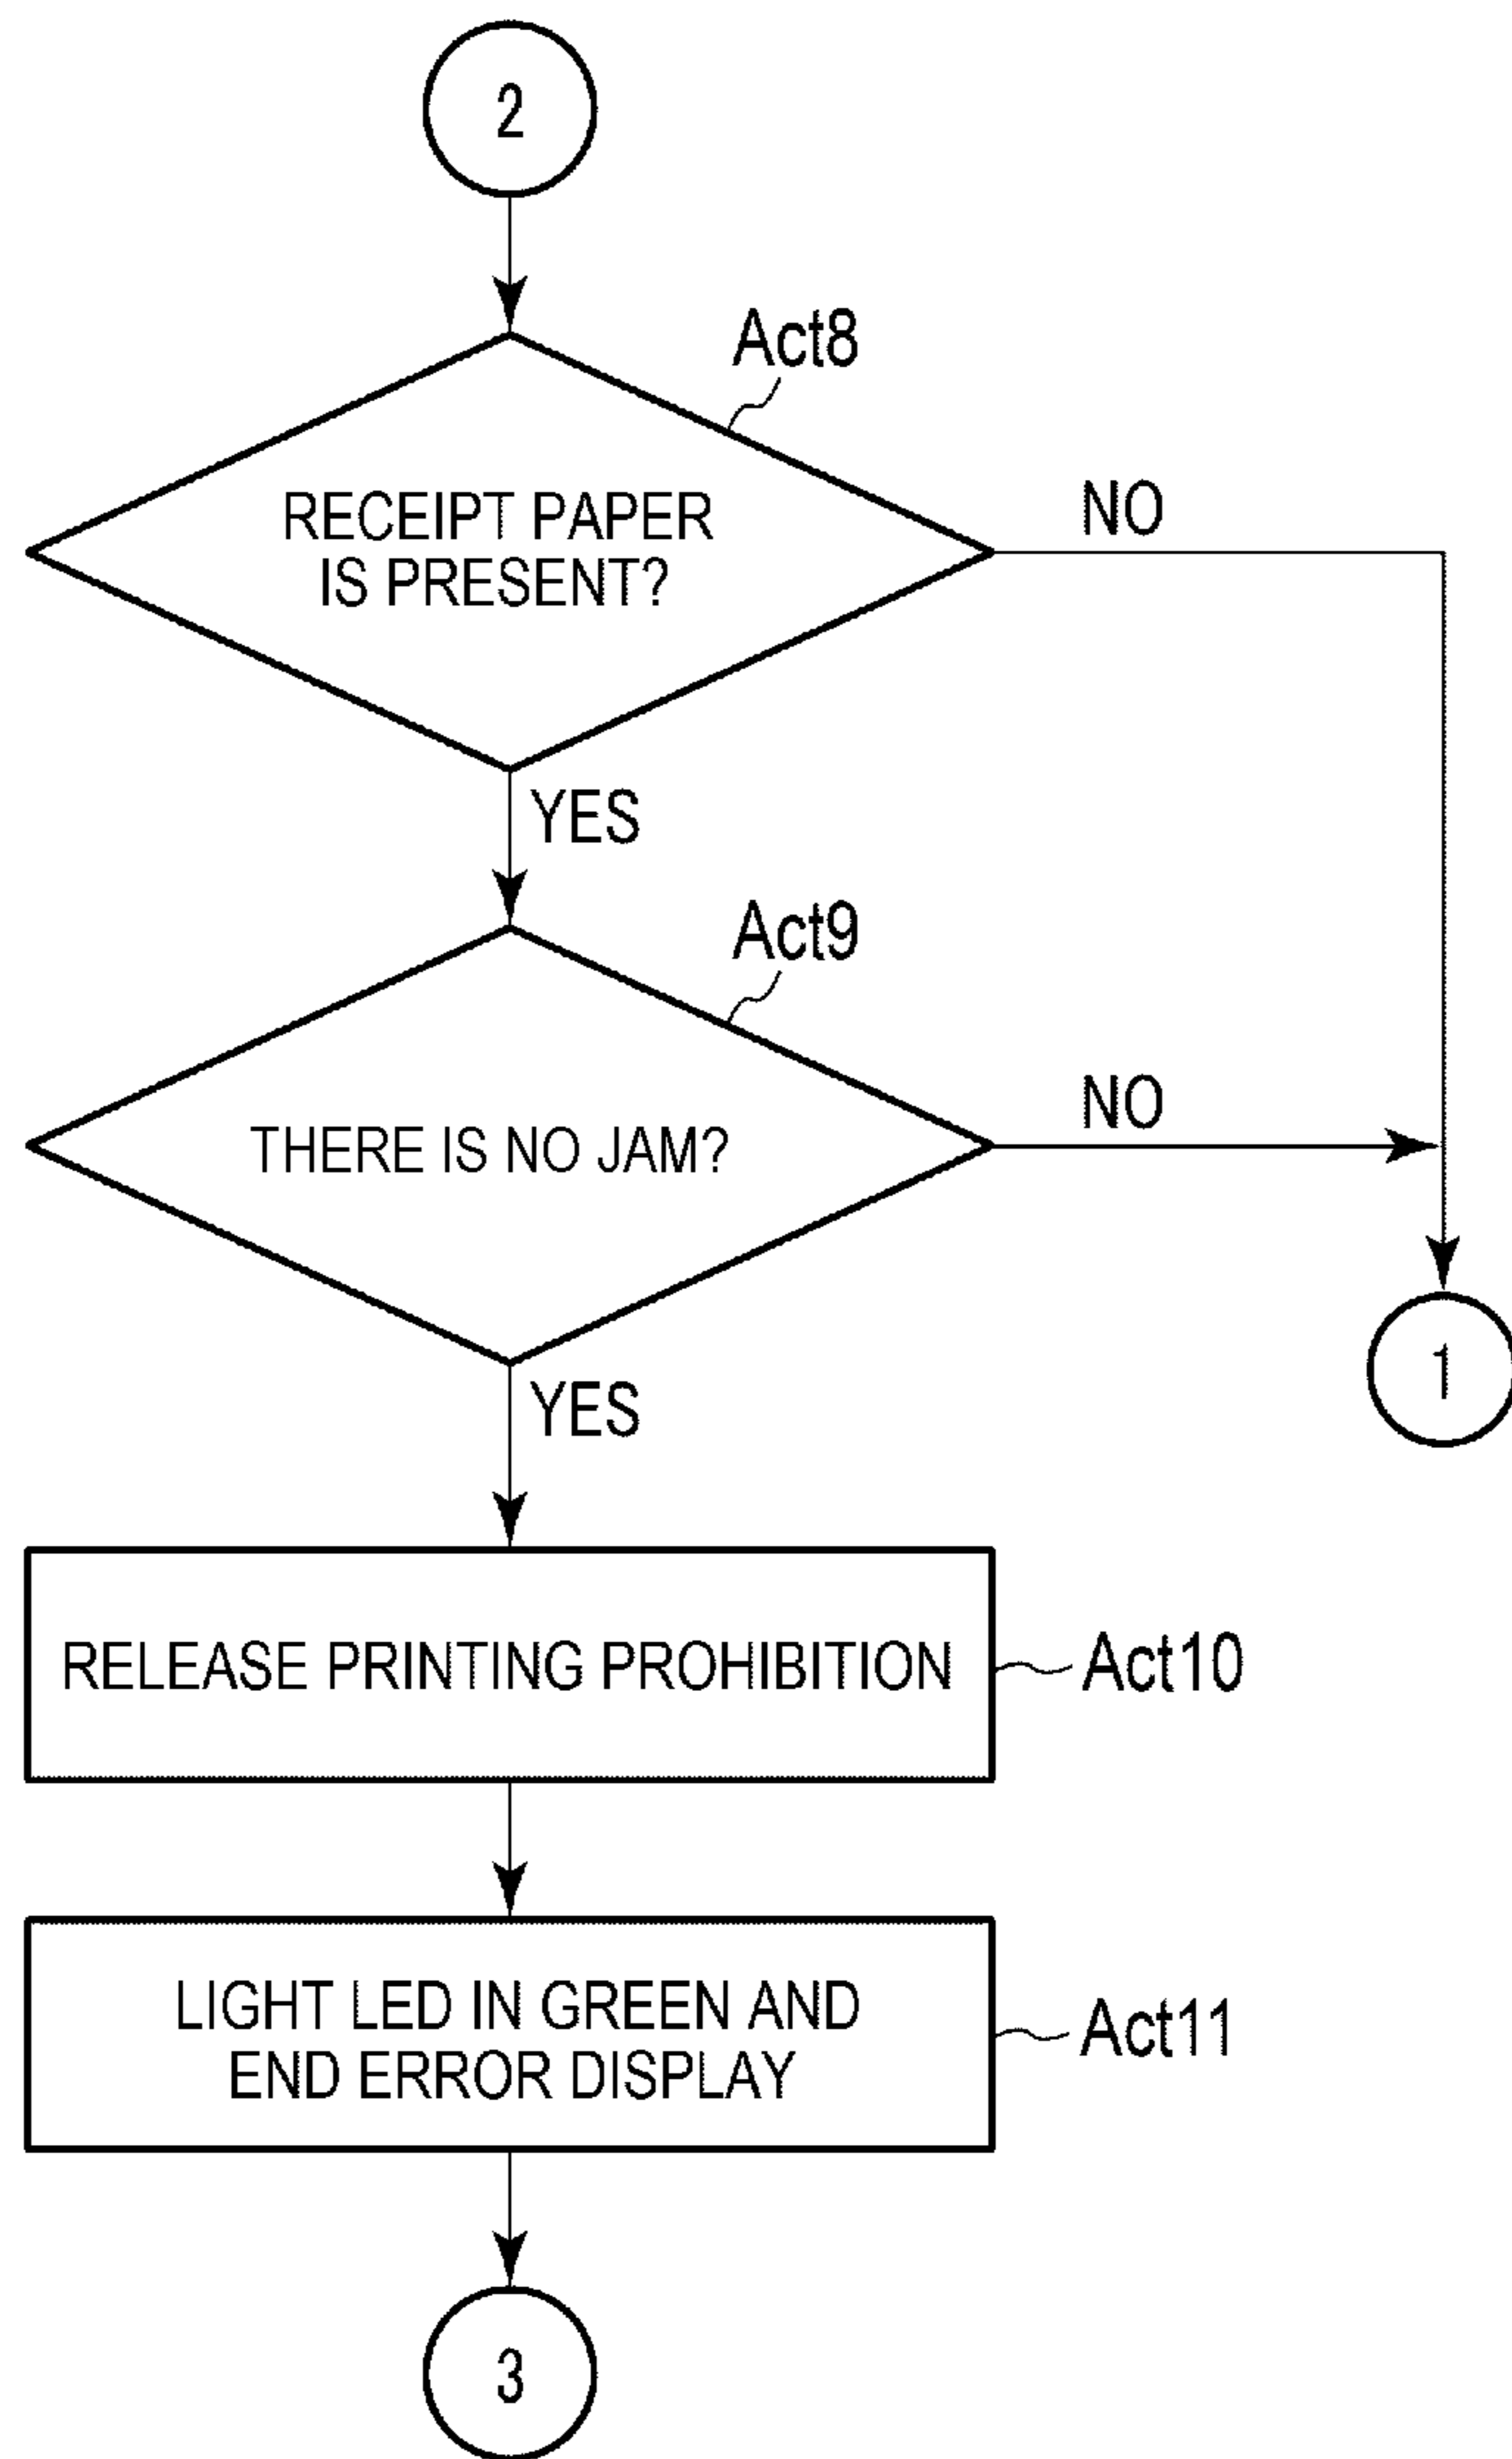 2
Act8
RECEIPT PAPER
IS PRESENT?
NO
YES
Act9
THERE IS NO JAM?
NO
1
YES
RELEASE PRINTING PROHIBITION
Act10
LIGHT LED IN GREEN AND
END ERROR DISPLAY
Act11
3